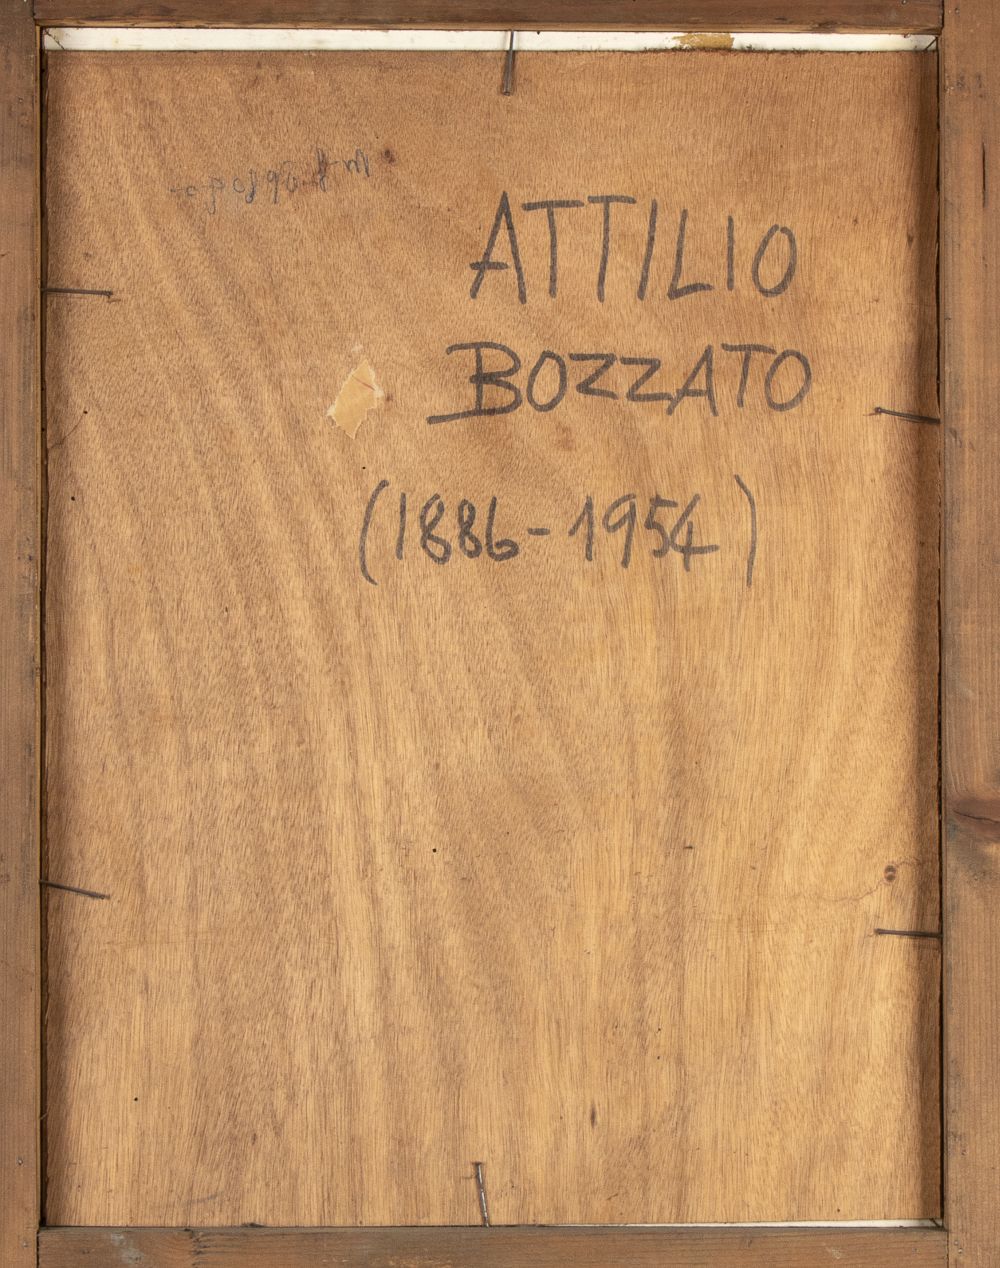 ATTILIO
BOZZATO
(1886-1954)